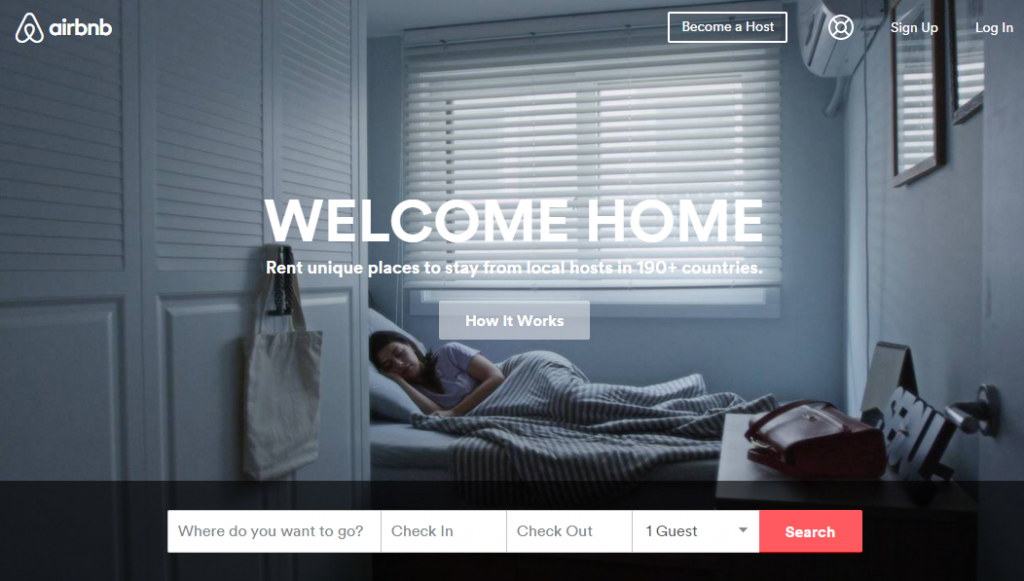 airbnb
Become a Host
Sign Up
Log In
WELCOME HOME
Rent unique places to stay from local hosts in 190+ countries.
How It Works
Where do you want to go?
Check In
Check Out
1 Guest
Search